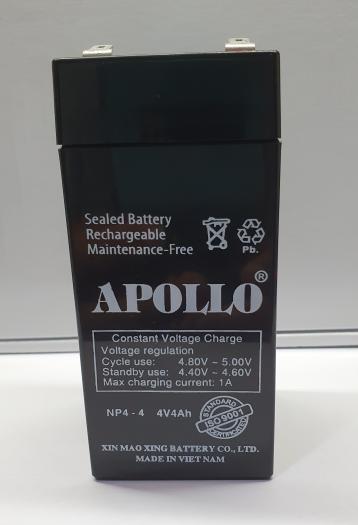 Sealed Battery
Rechargeable
Maintenance-Free
Pb.
APOLLO®
Constant Voltage Charge
Voltage regulation
Cycle use: 4.80V ~ 5.00V
Standby use: 4.40V ~ 4.60V
Max charging current: 1A
NP4 - 4 4V4Ah
STANDARD
ISO 9001
CERTIFICATED
XIN MAO XING BATTERY CO., LTD.
MADE IN VIET NAM